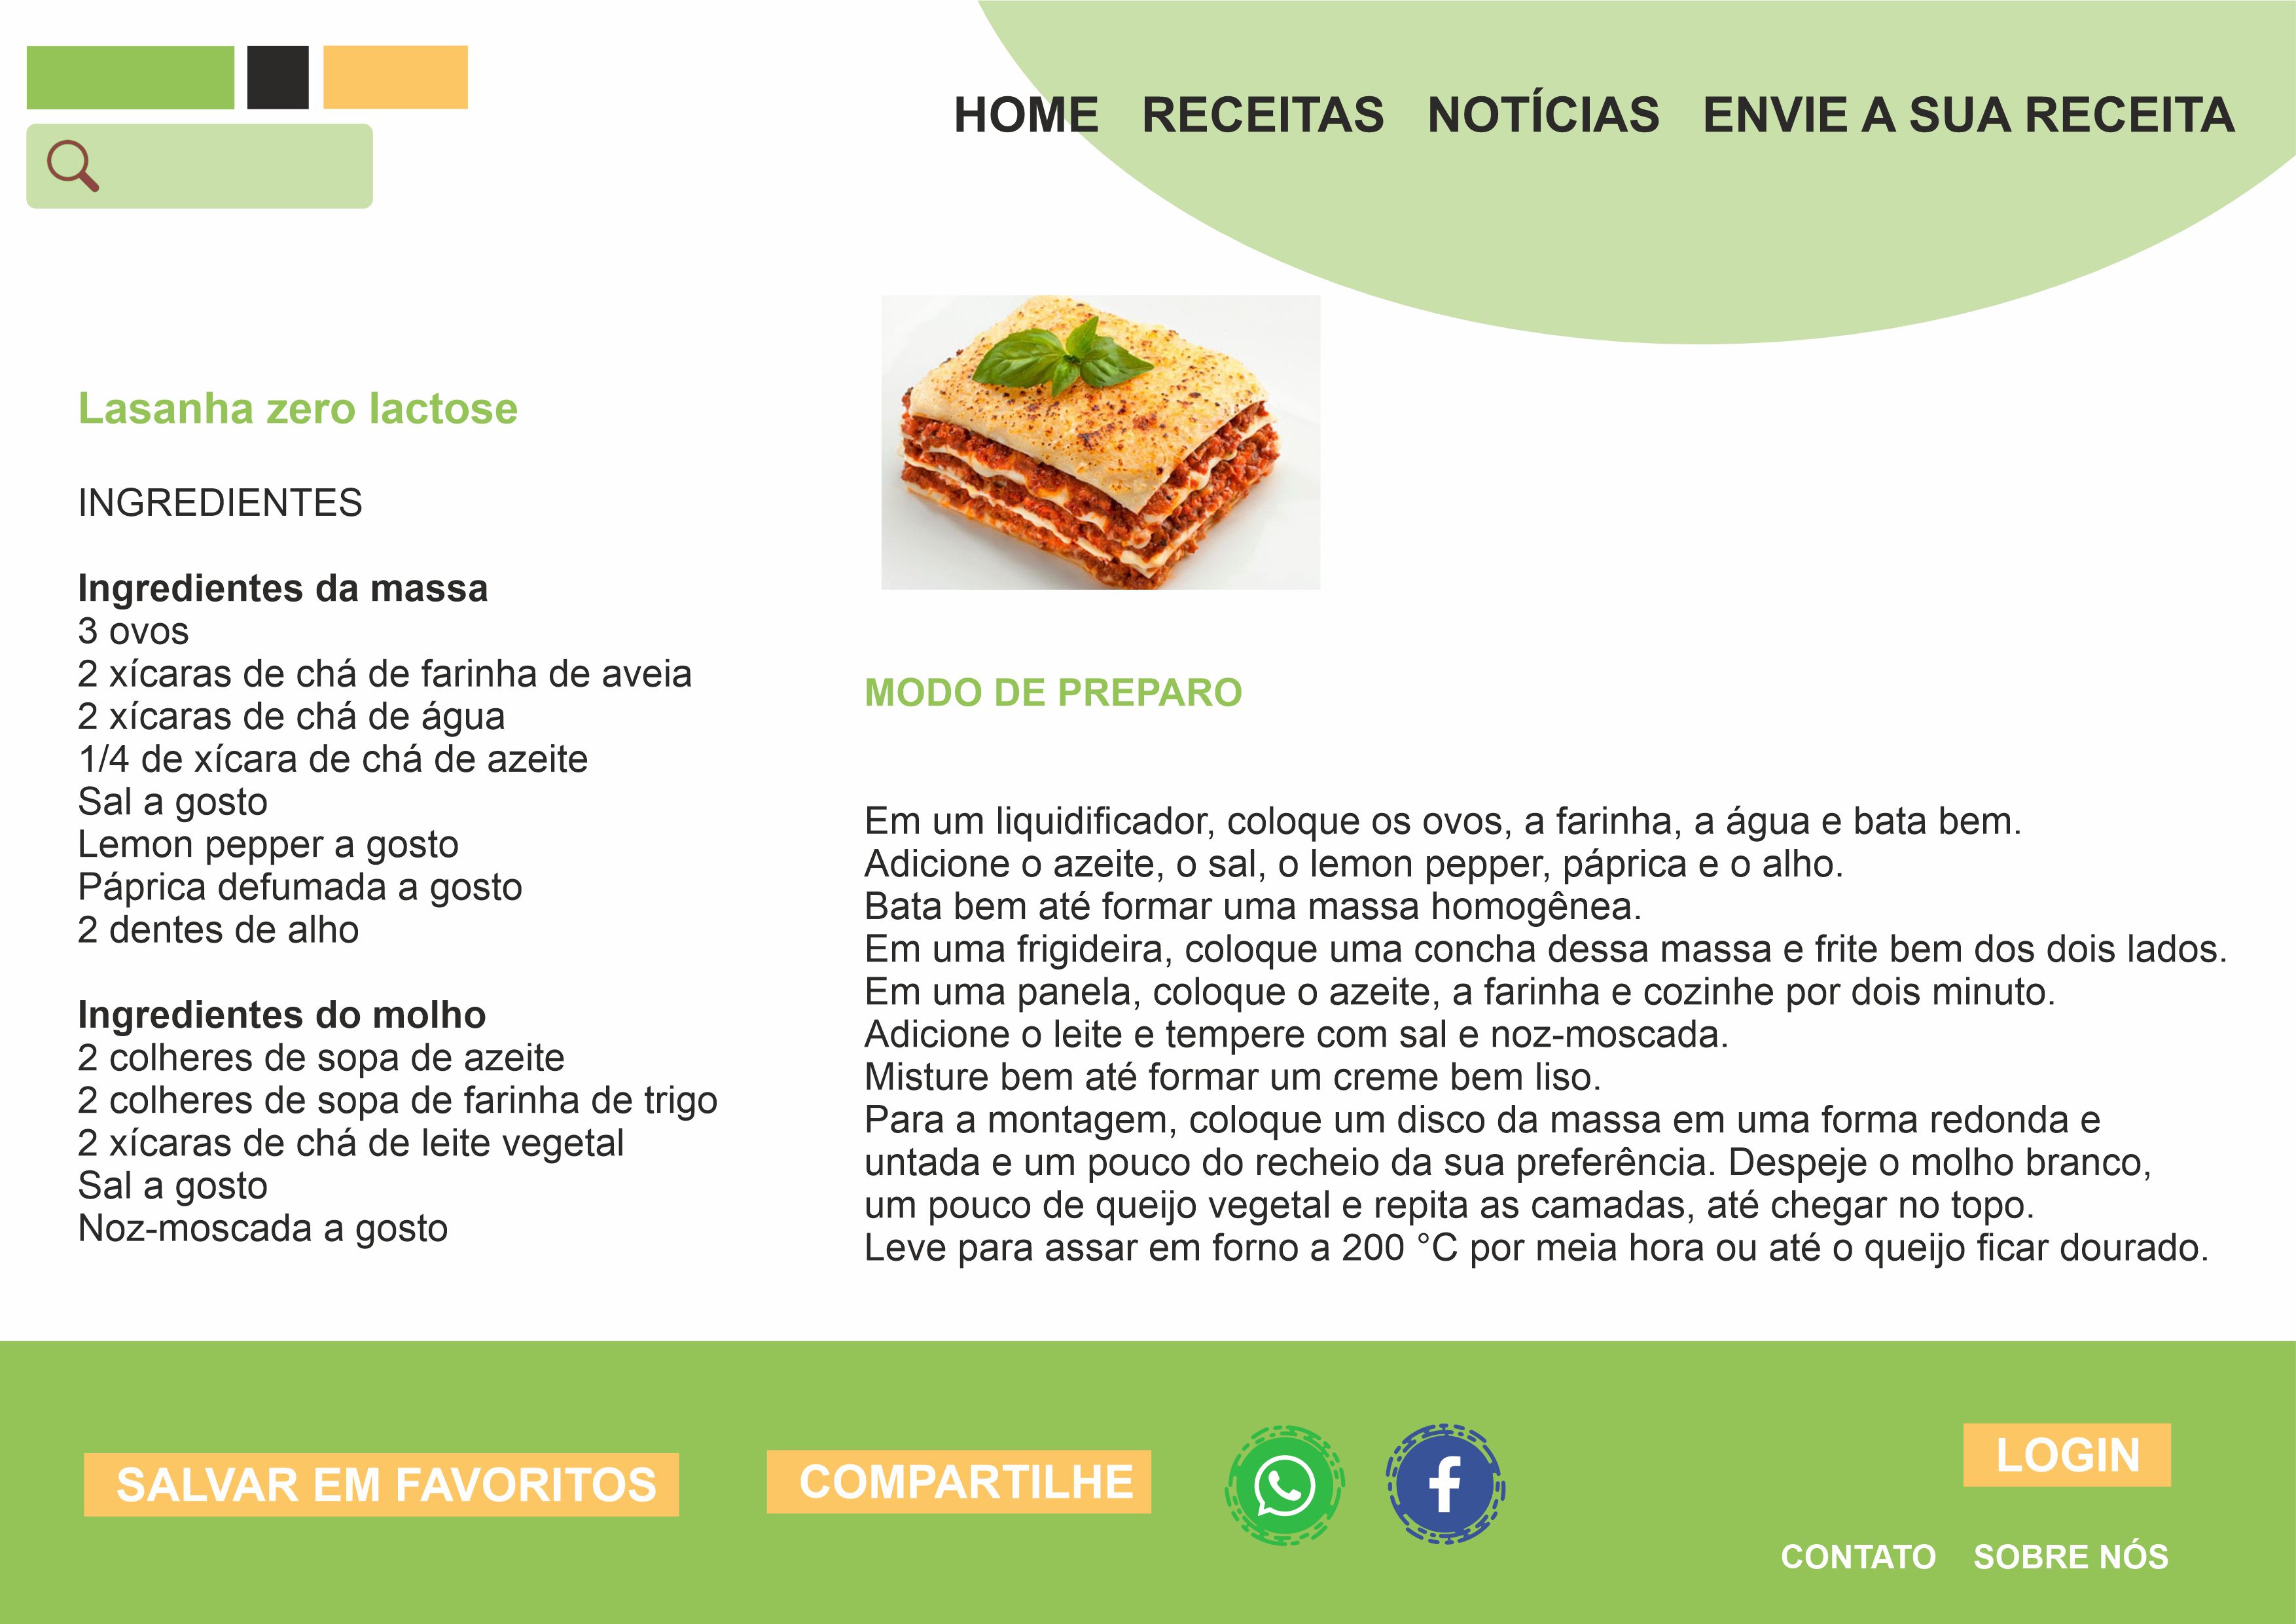 HOME RECEITAS NOTÍCIAS ENVIE A SUA RECEITA
Lasanha zero lactose
INGREDIENTES
Ingredientes da massa
3 ovos
2 xícaras de chá de farinha de aveia
2 xícaras de chá de água
1/4 de xícara de chá de azeite
Sal a gosto
Lemon pepper a gosto
Páprica defumada a gosto
2 dentes de alho
Ingredientes do molho
2 colheres de sopa de azeite
2 colheres de sopa de farinha de trigo
2 xícaras de chá de leite vegetal
Sal a gosto
Noz-moscada a gosto
MODO DE PREPARO
Em um liquidificador, coloque os ovos, a farinha, a água e bata bem.
Adicione o azeite, o sal, o lemon pepper, páprica e o alho.
Bata bem até formar uma massa homogênea.
Em uma frigideira, coloque uma concha dessa massa e frite bem dos dois lados.
Em uma panela, coloque o azeite, a farinha e cozinhe por dois minuto.
Adicione o leite e tempere com sal e noz-moscada.
Misture bem até formar um creme bem liso.
Para a montagem, coloque um disco da massa em uma forma redonda e
untada e um pouco do recheio da sua preferência. Despeje o molho branco,
um pouco de queijo vegetal e repita as camadas, até chegar no topo.
Leve para assar em forno a 200 °C por meia hora ou até o queijo ficar dourado.
SALVAR EM FAVORITOS
COMPARTILHE
LOGIN
CONTATO SOBRE NÓS